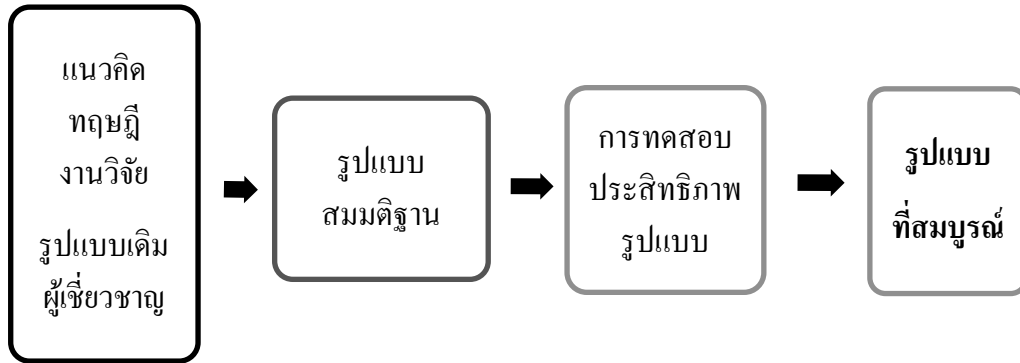 แนวคิด
ทฤษฎี
งานวิจัย
รูปแบบเดิม
ผู้เชี่ยวชาญ
รูปแบบ
สมมติฐาน
การทดสอบ
ประสิทธิภาพ
รูปแบบ
รูปแบบ
ที่สมบูรณ์